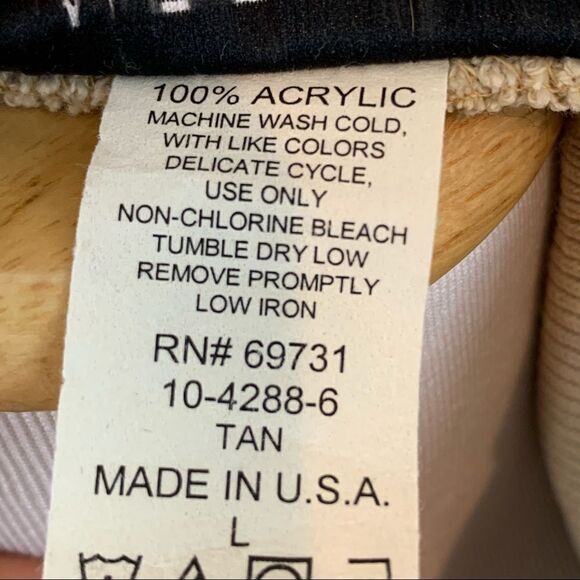 100% ACRYLIC
MACHINE WASH COLD,
WITH LIKE COLORS
DELICATE CYCLE,
USE ONLY
NON-CHLORINE BLEACH
TUMBLE DRY LOW
REMOVE PROMPTLY
LOW IRON
RN# 69731
10-4288-6
TAN
MADE IN U.S.A.
L